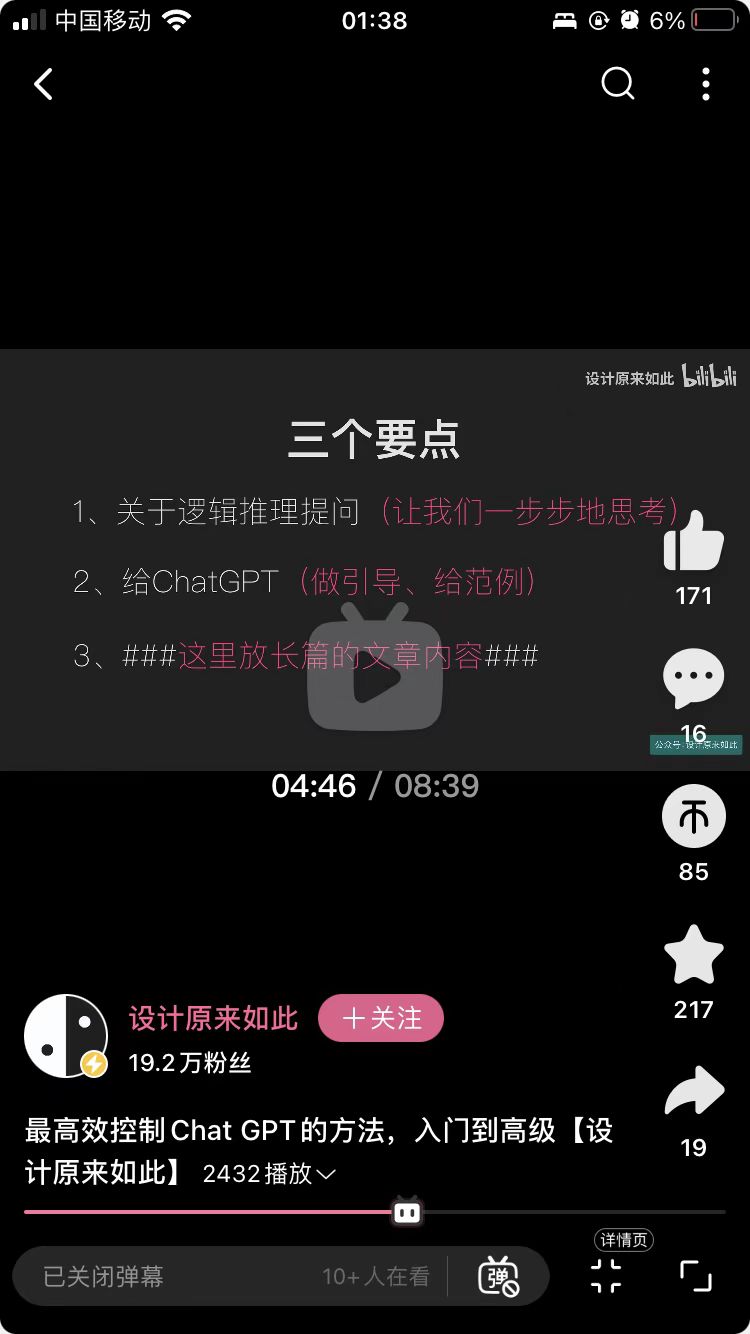 中国移动 01:38 6%
设计原来如此 bilibili
三个要点
1、关于逻辑推理提问（让我们一步步地思考）
2、给ChatGPT（做引导、给范例）
3、###这里放长篇的文章内容###
171
16
公众号:设计原来如此
04:46 / 08:39
85
217
设计原来如此 ＋关注
19.2万粉丝
19
最高效控制Chat GPT的方法，入门到高级【设
计原来如此】 2432播放
详情页
已关闭弹幕 10+人在看 弹